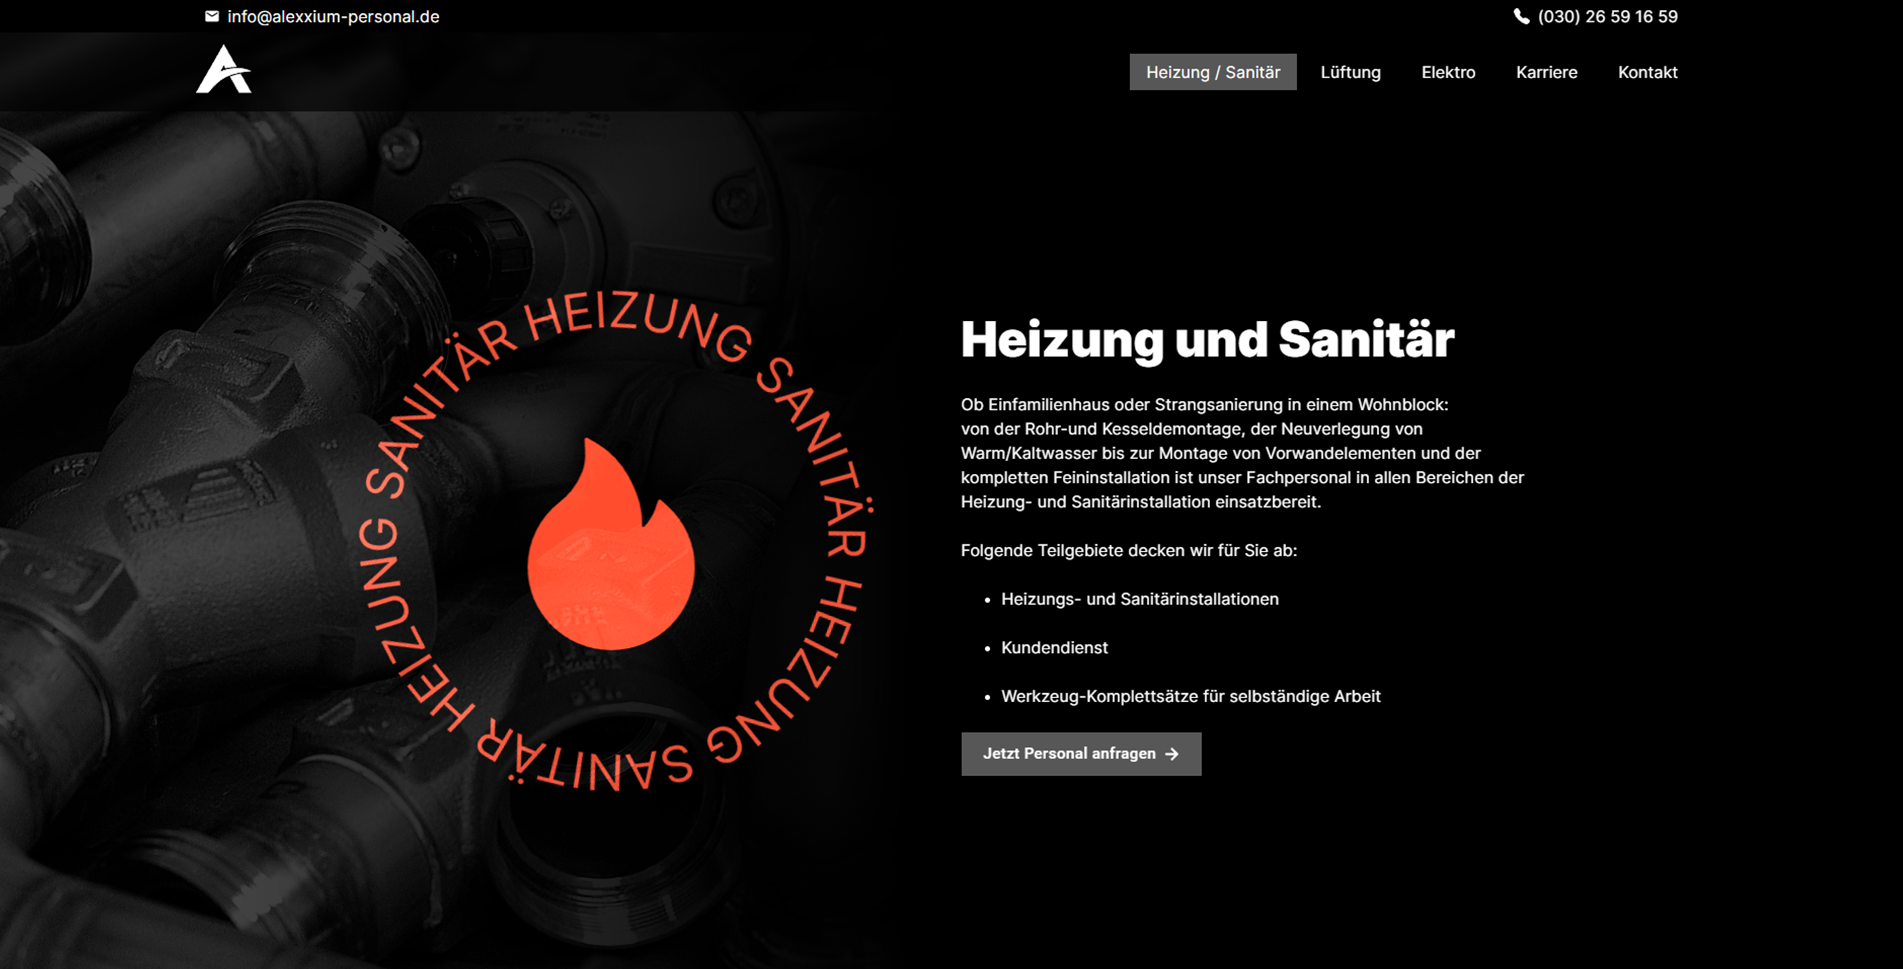 info@alexxium-personal.de
(030) 26 59 16 59
Heizung / Sanitär
Lüftung
Elektro
Karriere
Kontakt
HEIZUNG SANITÄR HEIZUNG SANITÄR HEIZUNG SANITÄR
Heizung und Sanitär
Ob Einfamilienhaus oder Strangsanierung in einem Wohnblock:
von der Rohr-und Kesseldemontage, der Neuverlegung von
Warm/Kaltwasser bis zur Montage von Vorwandelementen und der
kompletten Feininstallation ist unser Fachpersonal in allen Bereichen der
Heizung- und Sanitärinstallation einsatzbereit.
Folgende Teilgebiete decken wir für Sie ab:
• Heizungs- und Sanitärinstallationen
• Kundendienst
• Werkzeug-Komplettsätze für selbständige Arbeit
Jetzt Personal anfragen →